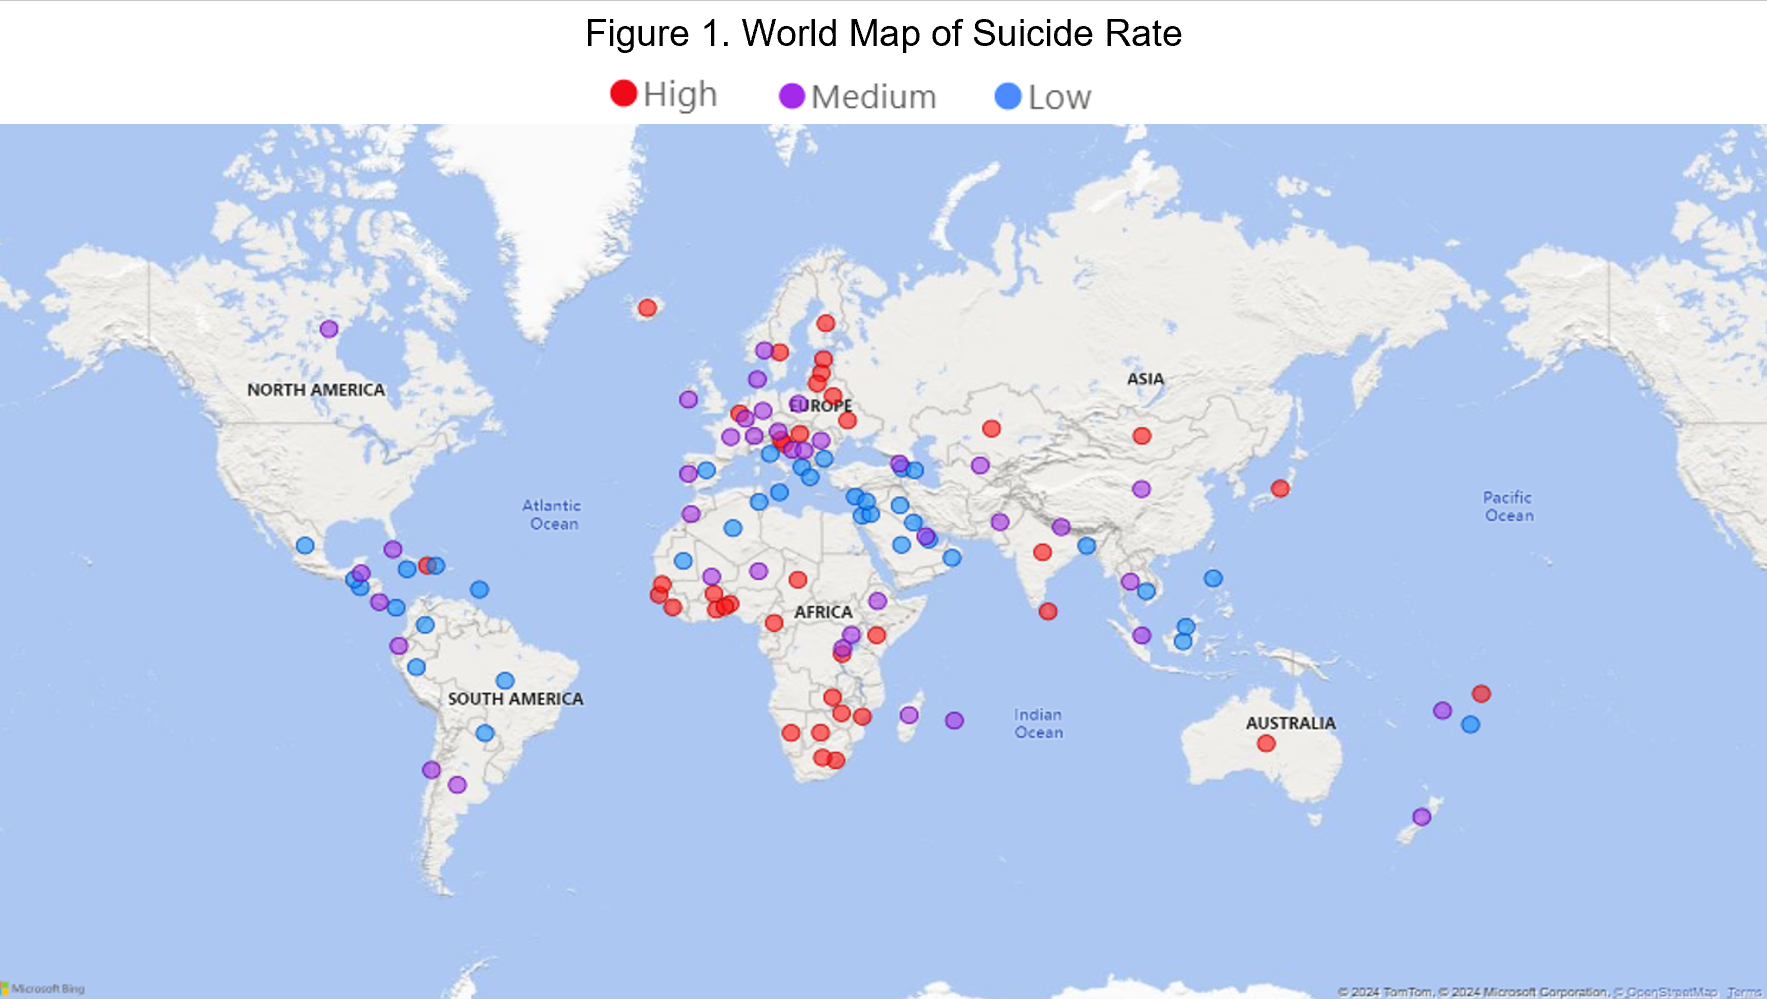 Figure 1. World Map of Suicide Rate
High Medium Low
NORTH AMERICA
EUROPE
ASIA
Atlantic
Ocean
Pacific
Ocean
AFRICA
SOUTH AMERICA
Indian
Ocean
AUSTRALIA
Microsoft Bing
© 2024 TomTom, © 2024 Microsoft Corporation, © OpenStreetMap Terms